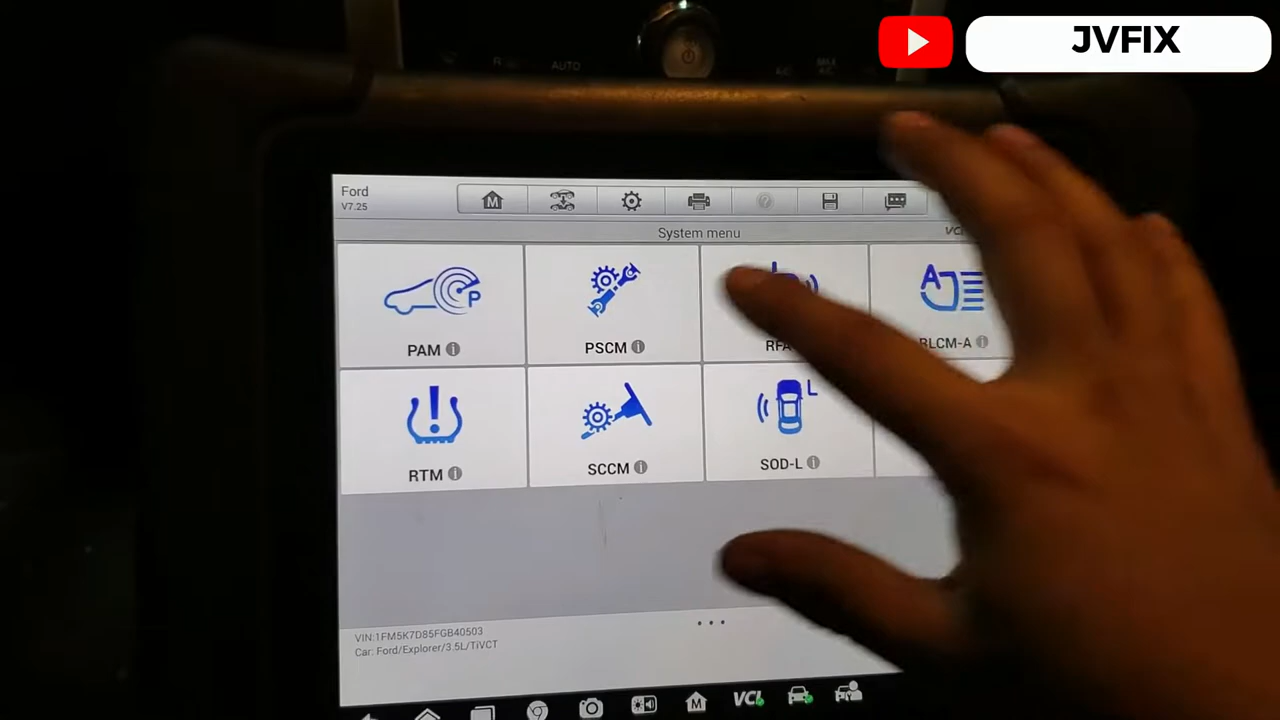 JVFIX
AUTO
Ford
V7.25
M
?
System menu
VCI
P
PAM i
PSCM i
A
RLCM-A i
RTM i
SCCM i
L
SOD-L i
VIN:1FM5K7D85FGB40503
Car: Ford/Explorer/3.5L/TiVCT
M
VCI